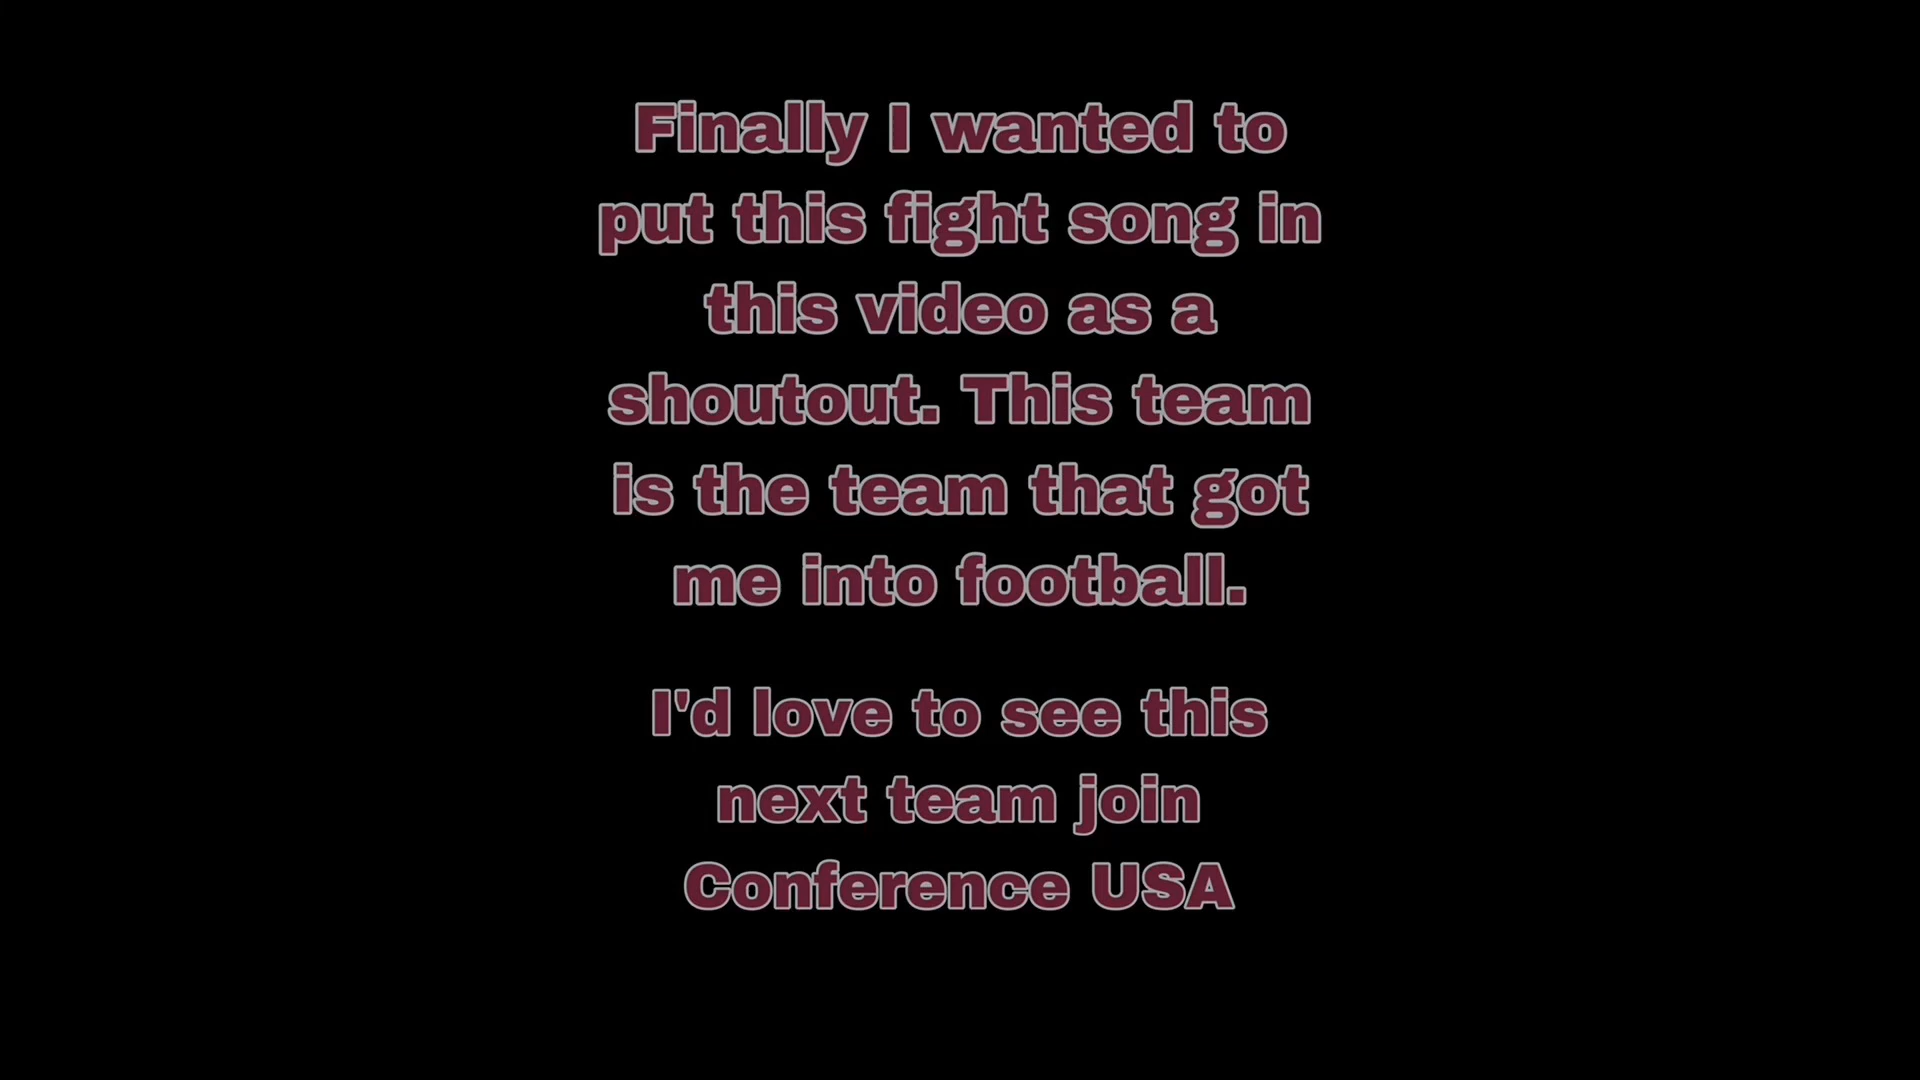 Finally I wanted to
put this fight song in
this video as a
shoutout. This team
is the team that got
me into football.
I'd love to see this
next team join
Conference USA